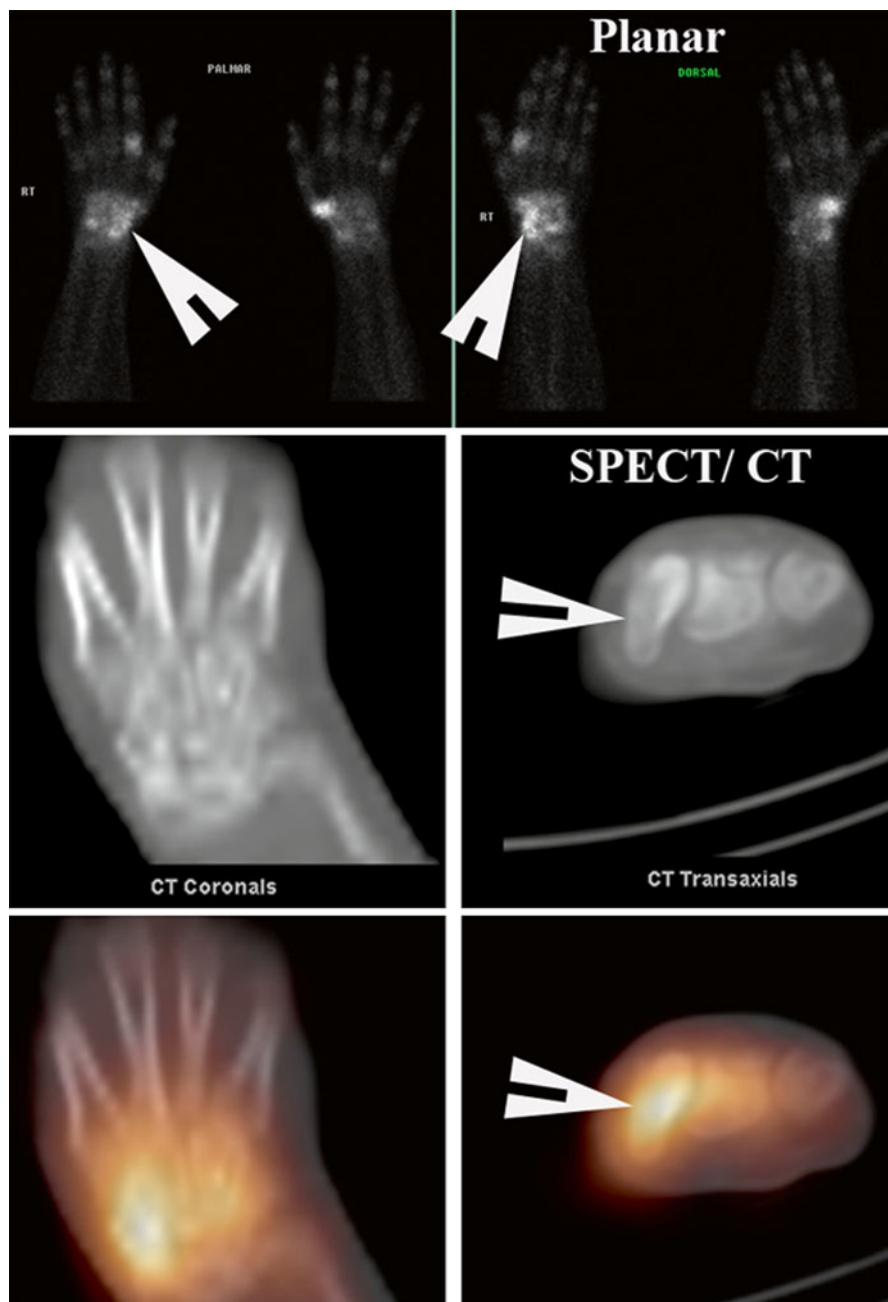 Planar
PALMAR
DORSAL
RT
RT
SPECT/ CT
CT Coronals
CT Transaxials